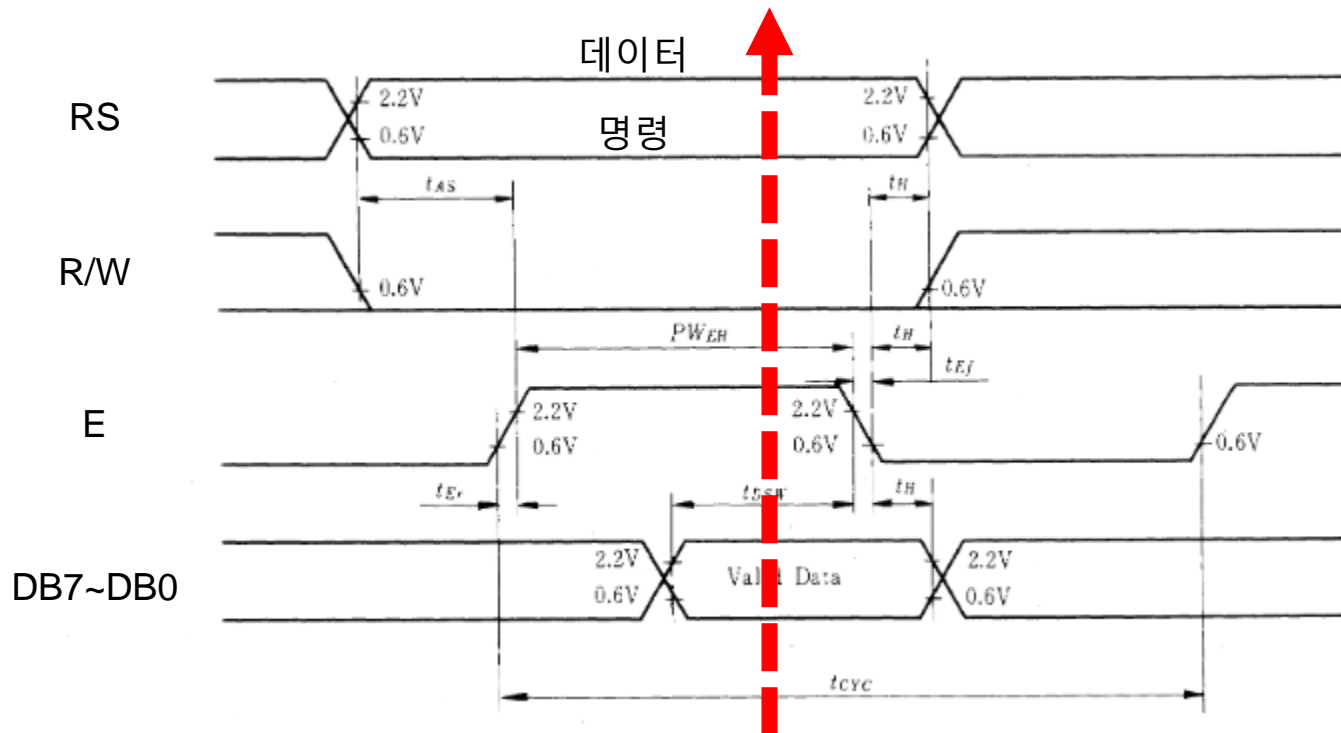 데이터
RS
2.2V
2.2V
명령
0.6V
0.6V
tAS
tH
R/W
0.6V
0.6V
PWEH
tH
tEf
E
2.2V
2.2V
0.6V
0.6V
0.6V
tEr
tDSW
tH
DB7~DB0
2.2V
Valid Data
2.2V
0.6V
0.6V
tCYC